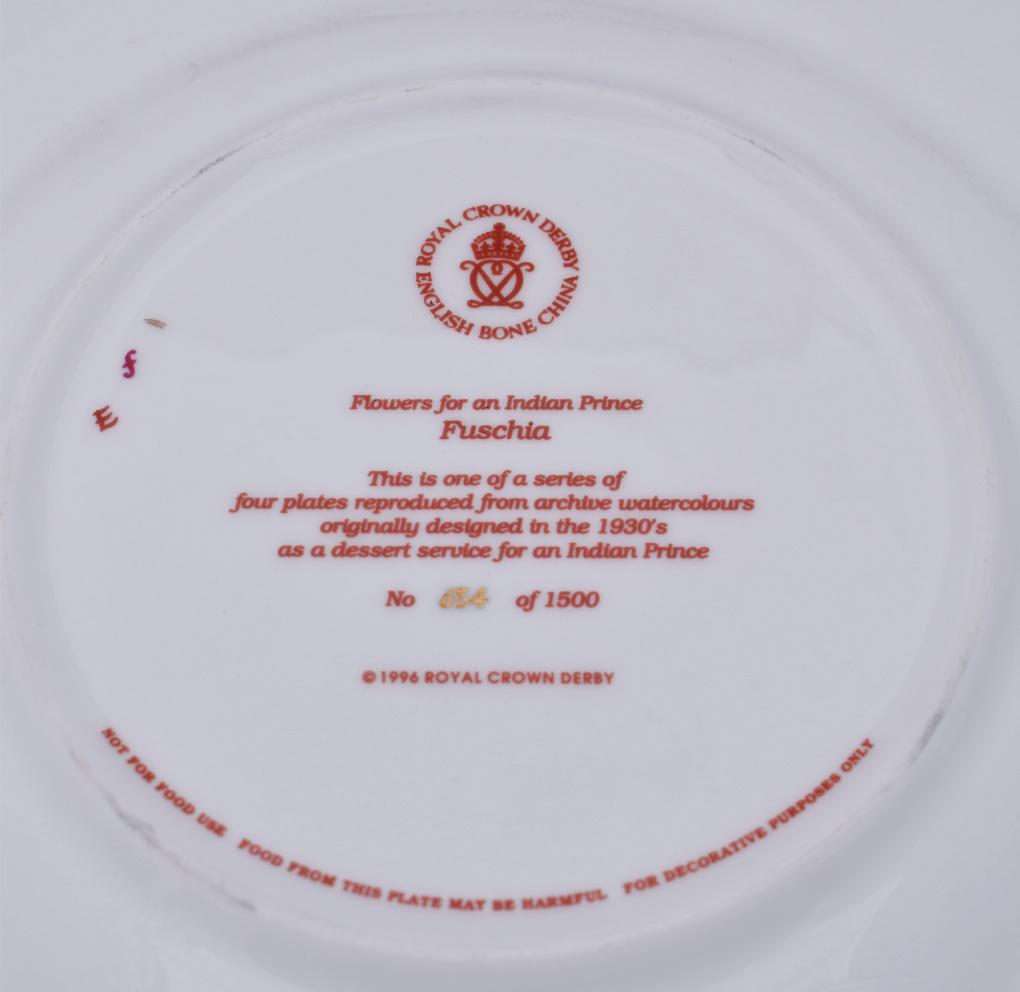 ROYAL CROWN DERBY
ENGLISH BONE CHINA
f
E
Flowers for an Indian Prince
Fuschia
This is one of a series of
four plates reproduced from archive watercolours
originally designed in the 1930's
as a dessert service for an Indian Prince
No 654 of 1500
©1996 ROYAL CROWN DERBY
NOT FOR FOOD USE FOOD FROM THIS PLATE MAY BE HARMFUL FOR DECORATIVE PURPOSES ONLY